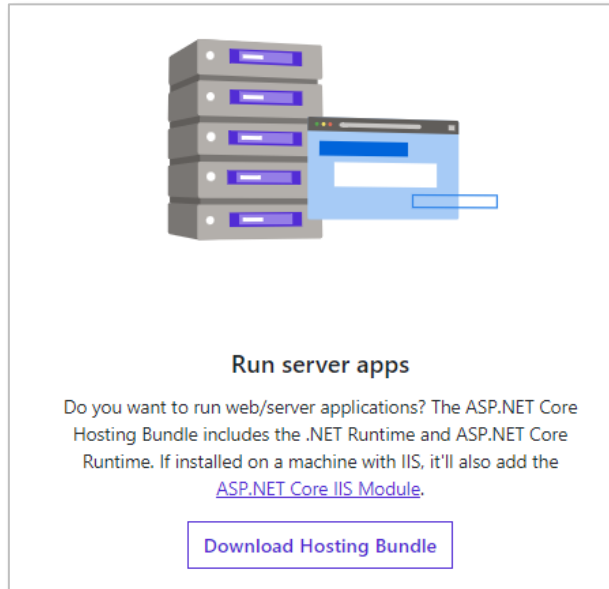 Run server apps
Do you want to run web/server applications? The ASP.NET Core
Hosting Bundle includes the .NET Runtime and ASP.NET Core
Runtime. If installed on a machine with IIS, it'll also add the
ASP.NET Core IIS Module.
Download Hosting Bundle